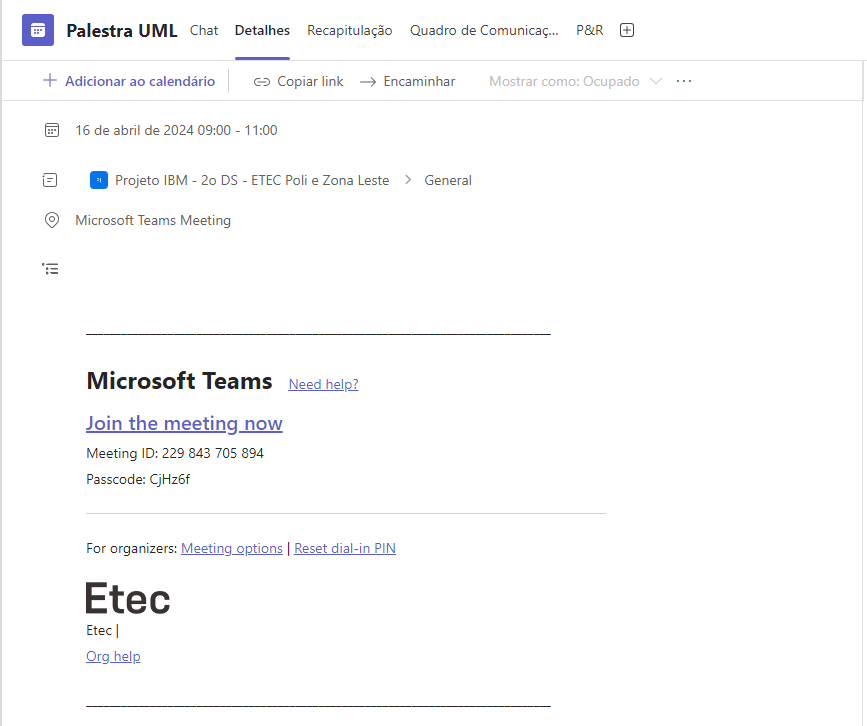 Palestra UML Chat Detalhes Recapitulação Quadro de Comunicaç... P&R
Adicionar ao calendário Copiar link Encaminhar Mostrar como: Ocupado
16 de abril de 2024 09:00 - 11:00
Projeto IBM - 2o DS - ETEC Poli e Zona Leste > General
Microsoft Teams Meeting
Microsoft Teams Need help?
Join the meeting now
Meeting ID: 229 843 705 894
Passcode: CjHz6f
For organizers: Meeting options | Reset dial-in PIN
Etec
Etec |
Org help